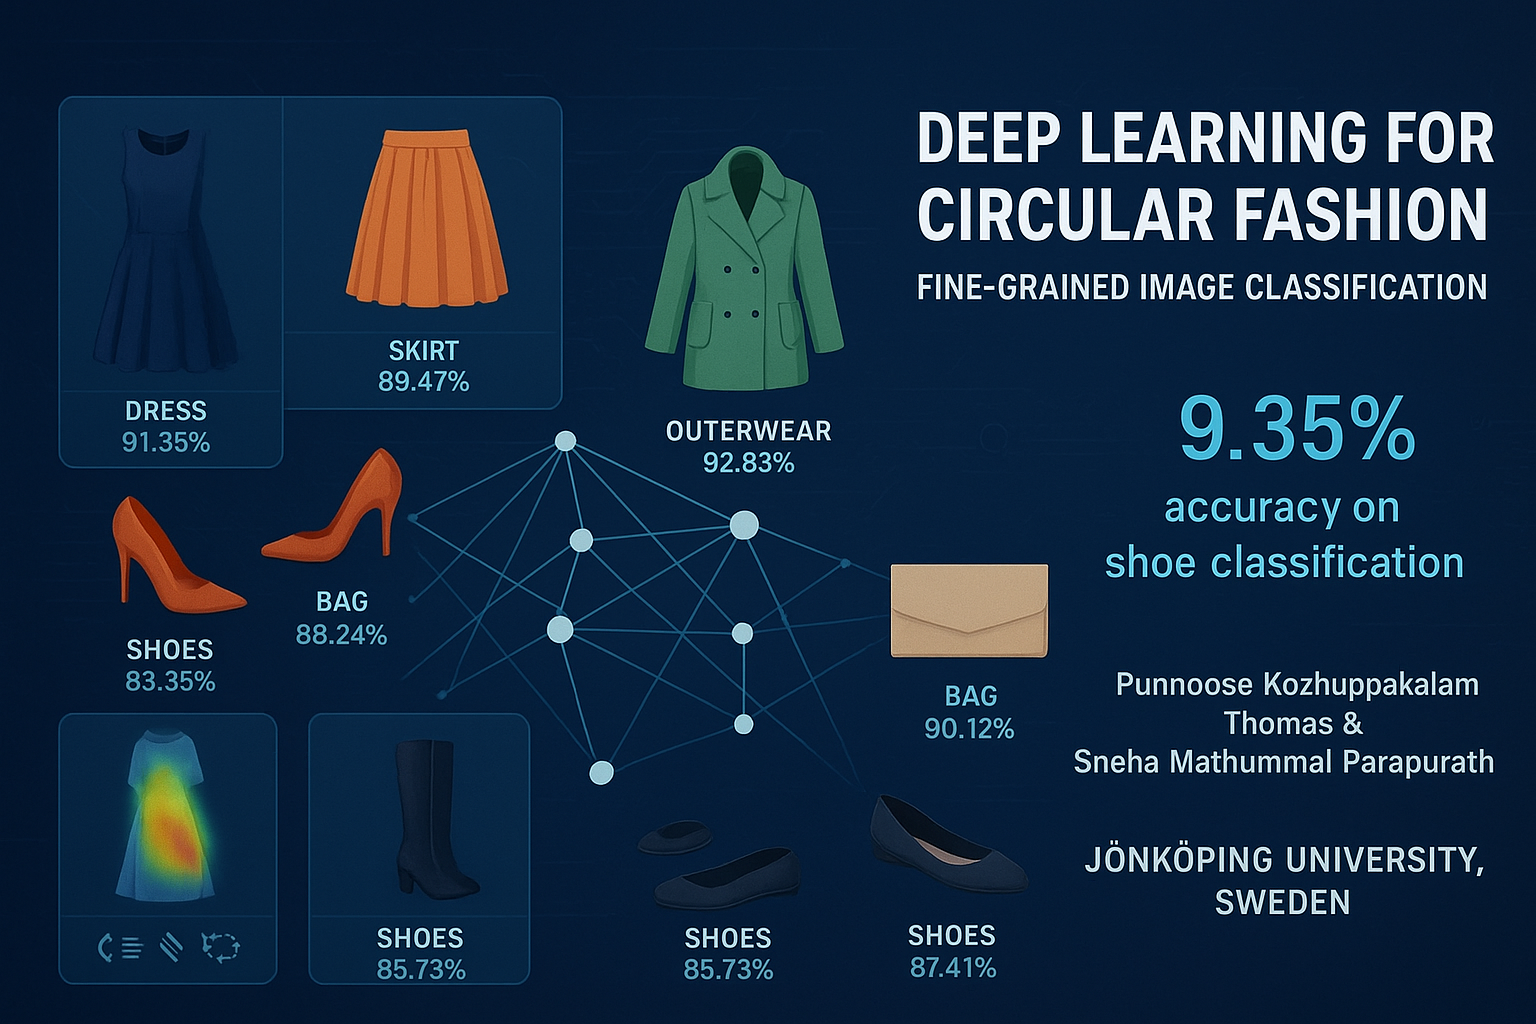 DEEP LEARNING FOR
CIRCULAR FASHION
FINE-GRAINED IMAGE CLASSIFICATION
DRESS
91.35%
SKIRT
89.47%
OUTERWEAR
92.83%
9.35%
accuracy on
shoe classification
SHOES
83.35%
BAG
88.24%
BAG
90.12%
Punnoose Kozhuppakalam
Thomas &
Sneha Mathummal Parapurath
JÖNKÖPING UNIVERSITY,
SWEDEN
SHOES
85.73%
SHOES
85.73%
SHOES
87.41%